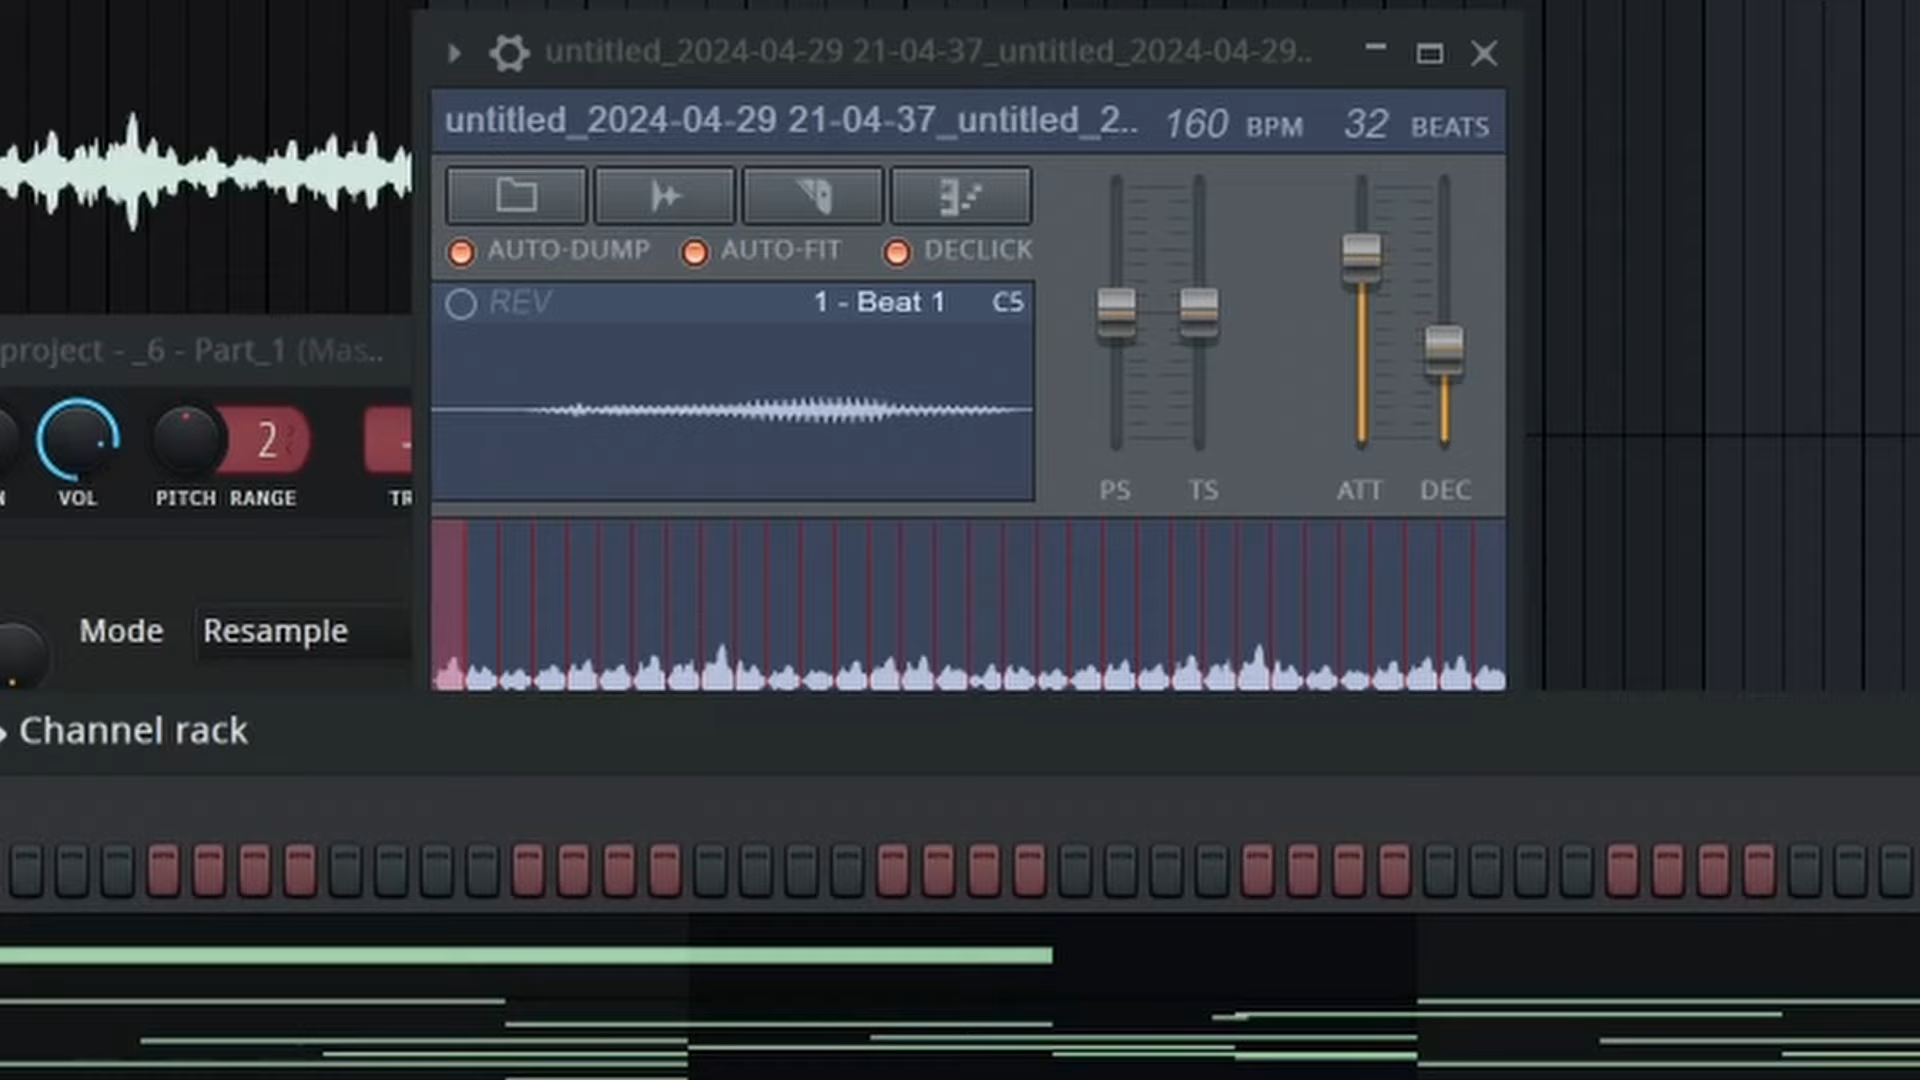 untitled_2024-04-29 21-04-37_untitled_2024-04-29..
untitled_2024-04-29 21-04-37_untitled_2.. 160 BPM 32 BEATS
AUTO-DUMP AUTO-FIT DECLICK
REV 1 - Beat 1 C5
PS TS ATT DEC
project - _6 - Part_1 (Mas..
2
VOL PITCH RANGE TR
Mode Resample
Channel rack